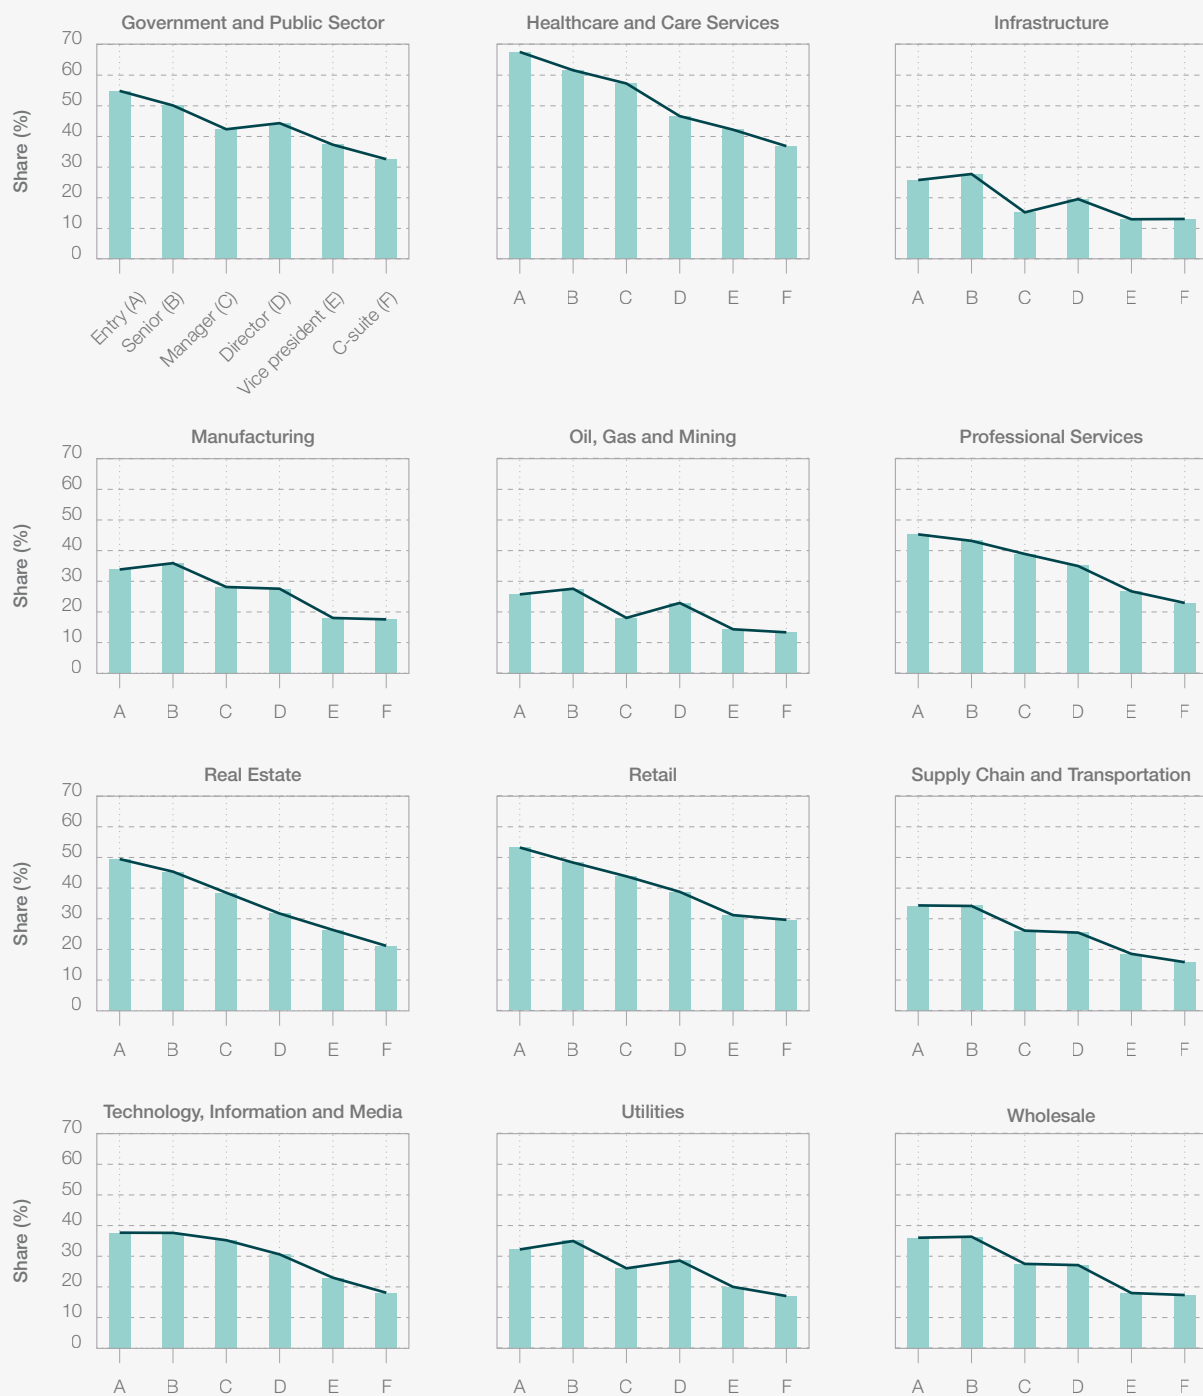 Government and Public Sector
Share (%)
70
60
50
40
30
20
10
0
Entry (A)
Senior (B)
Manager (C)
Director (D)
Vice president (E)
C-suite (F)
Healthcare and Care Services
A B C D E F
Infrastructure
A B C D E F
Manufacturing
Share (%)
70
60
50
40
30
20
10
0
A B C D E F
Oil, Gas and Mining
A B C D E F
Professional Services
A B C D E F
Real Estate
Share (%)
70
60
50
40
30
20
10
0
A B C D E F
Retail
A B C D E F
Supply Chain and Transportation
A B C D E F
Technology, Information and Media
Share (%)
70
60
50
40
30
20
10
0
A B C D E F
Utilities
A B C D E F
Wholesale
A B C D E F